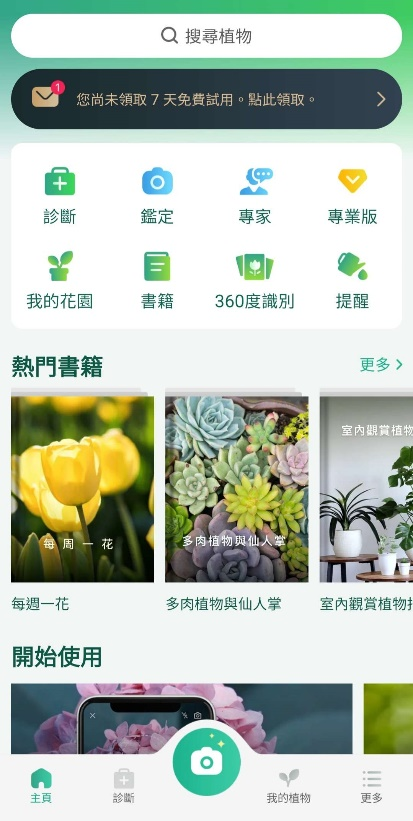 搜尋植物
1
您尚未領取 7 天免費試用。點此領取。
診斷
鑑定
專家
專業版
我的花園
書籍
360度識別
提醒
熱門書籍
更多
每周一花
多肉植物與仙人掌
室內觀賞植物
每週一花
多肉植物與仙人掌
室內觀賞植物
開始使用
主頁
診斷
我的植物
更多